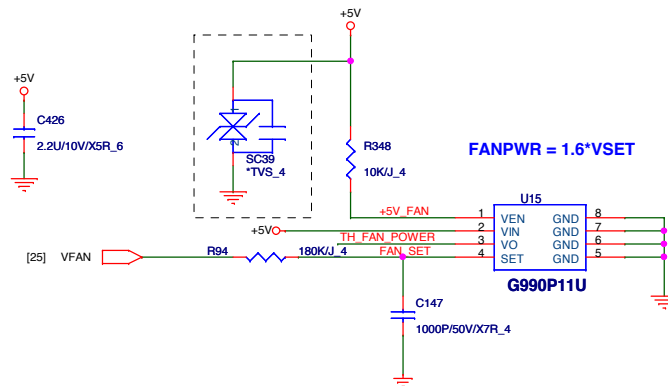 +5V
+5V
C426
2.2U/10V/X5R_6
1
2
SC39
*TVS_4
R348
10K/J_4
FANPWR = 1.6*VSET
U15
+5V_FAN
1 VEN GND 8
+5V
2 VIN GND 7
TH_FAN_POWER
3 VO GND 6
[25] VFAN
R94
180K/J_4
FAN_SET
4 SET GND 5
G990P11U
C147
1000P/50V/X7R_4